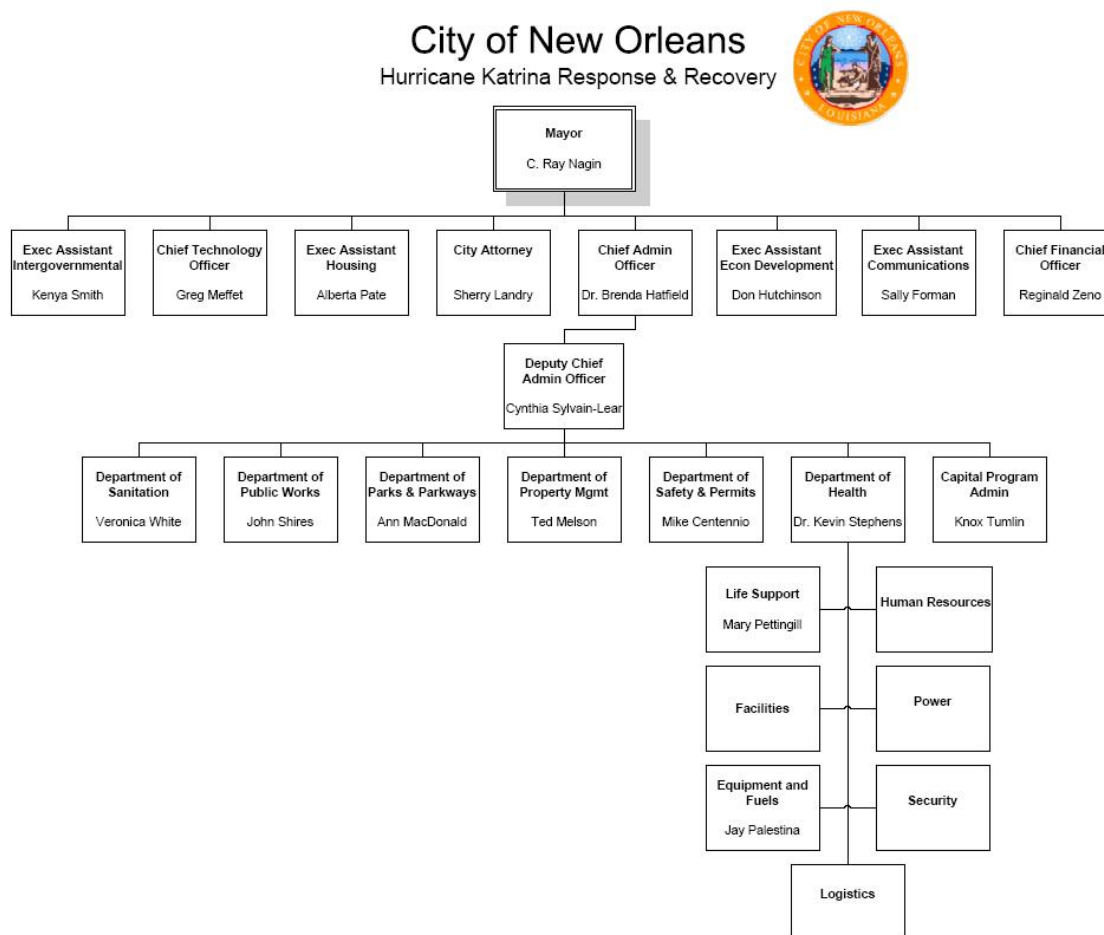 City of New Orleans
Hurricane Katrina Response & Recovery
CITY OF NEW ORLEANS
LOUISIANA
Mayor
C. Ray Nagin
Exec Assistant
Intergovernmental
Kenya Smith
Chief Technology
Officer
Greg Meffet
Exec Assistant
Housing
Alberta Pate
City Attorney
Sherry Landry
Chief Admin
Officer
Dr. Brenda Hatfield
Exec Assistant
Econ Development
Don Hutchinson
Exec Assistant
Communications
Sally Forman
Chief Financial
Officer
Reginald Zeno
Deputy Chief
Admin Officer
Cynthia Sylvain-Lear
Department of
Sanitation
Veronica White
Department of
Public Works
John Shires
Department of
Parks & Parkways
Ann MacDonald
Department of
Property Mgmt
Ted Melson
Department of
Safety & Permits
Mike Centennio
Department of
Health
Dr. Kevin Stephens
Capital Program
Admin
Knox Tumlin
Life Support
Mary Pettingill
Human Resources
Facilities
Power
Equipment and
Fuels
Jay Palestina
Security
Logistics